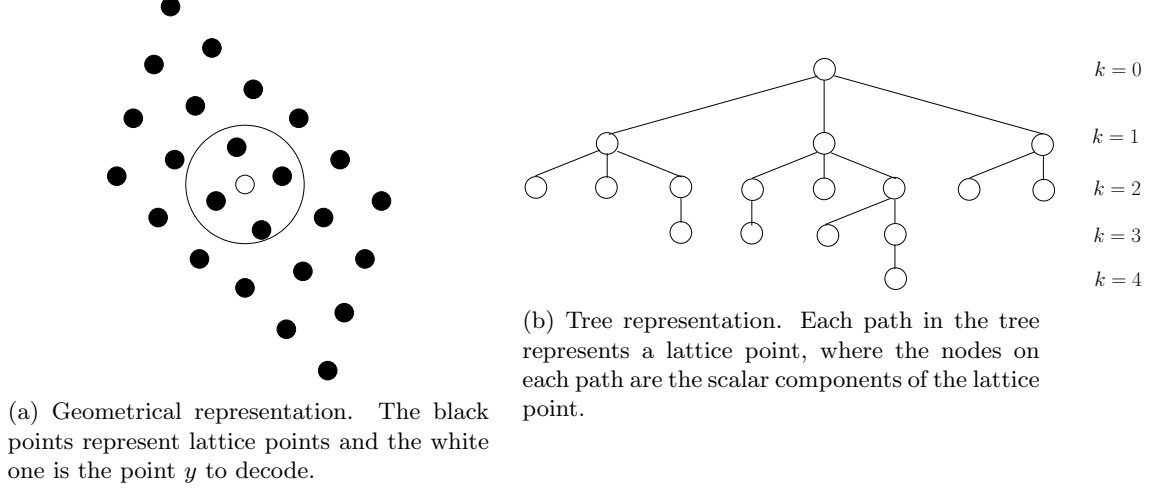 k = 0
k = 1
k = 2
k = 3
k = 4
(a) Geometrical representation. The black
points represent lattice points and the white
one is the point y to decode.
(b) Tree representation. Each path in the tree
represents a lattice point, where the nodes on
each path are the scalar components of the lattice
point.